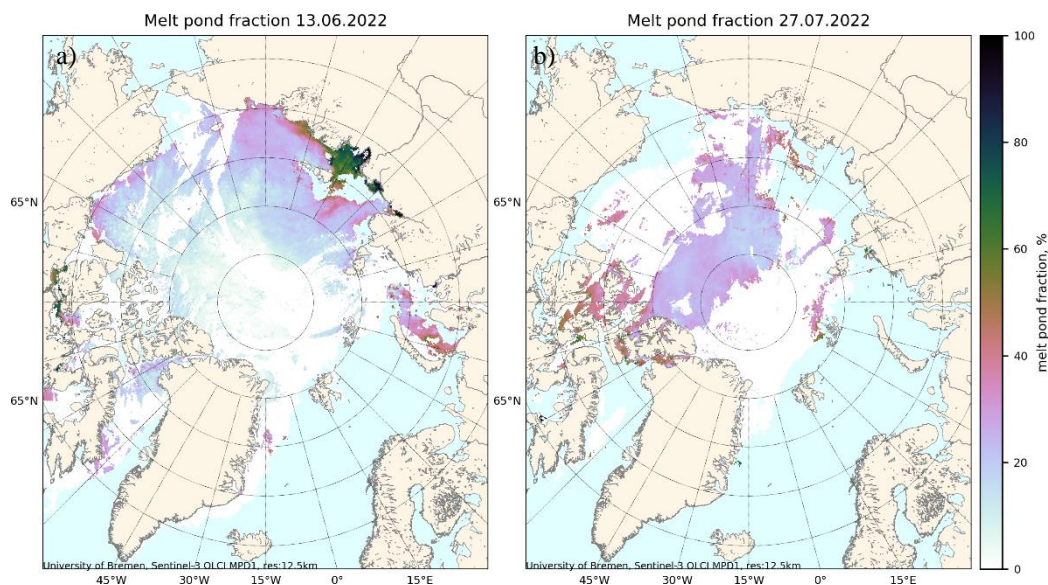 Melt pond fraction 13.06.2022
Melt pond fraction 27.07.2022
a)
b)
65°N
65°N
65°N
65°N
University of Bremen, Sentinel-3 OLCI MPD1, res:12.5km
University of Bremen, Sentinel-3 OLCI MPD1, res:12.5km
45°W 30°W 15°W 0° 15°E
45°W 30°W 15°W 0° 15°E
100
80
60
40
20
0
melt pond fraction, %